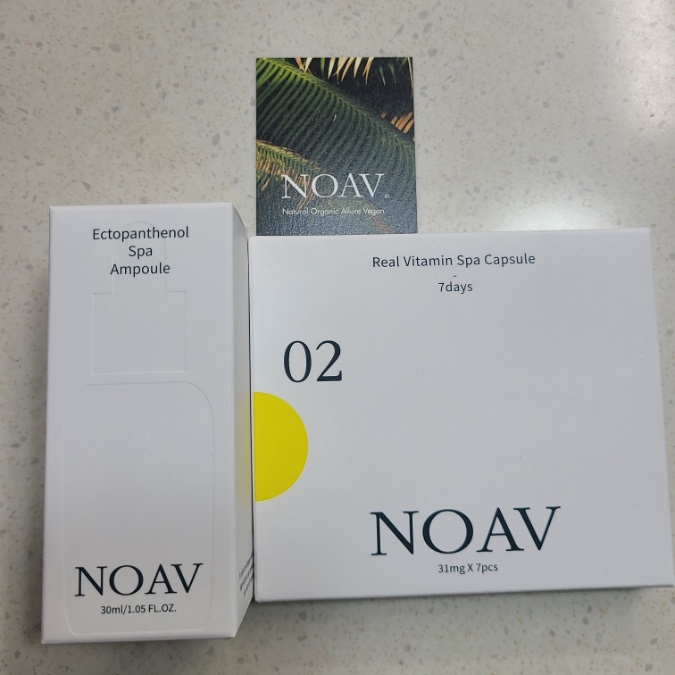 NOAV
Natural Organic Allure Vegan
Ectopanthenol
Spa
Ampoule
NOAV
30ml/1.05 FL.OZ.
Real Vitamin Spa Capsule
-
7days
02
NOAV
31mg X 7pcs